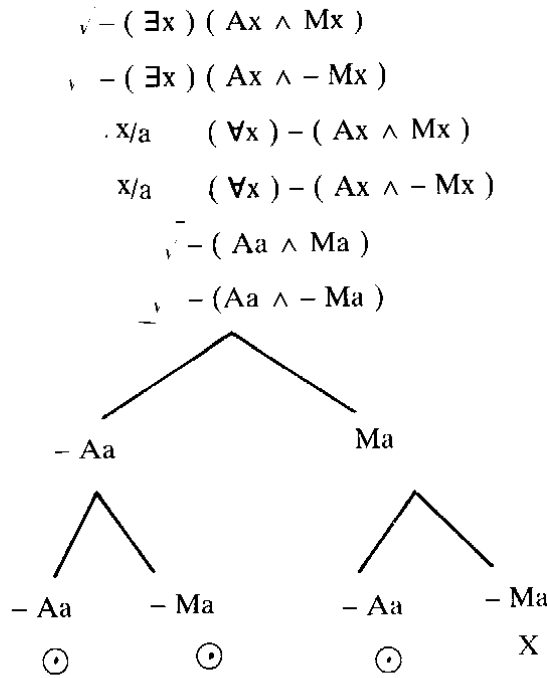 √ – ( ∃x ) ( Ax ∧ Mx )
√ – ( ∃x ) ( Ax ∧ – Mx )
x/a ( ∀x ) – ( Ax ∧ Mx )
x/a ( ∀x ) – ( Ax ∧ – Mx )
√ – ( Aa ∧ Ma )
√ – (Aa ∧ – Ma )
– Aa Ma
– Aa – Ma – Aa – Ma
⊙ ⊙ ⊙ X